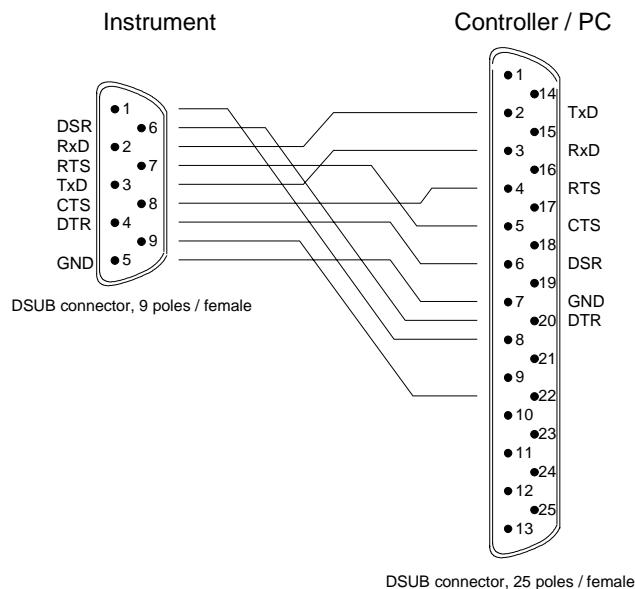 Instrument
Controller / PC
1
6
DSR
2
RxD
7
RTS
3
TxD
8
CTS
4
DTR
9
5
GND
DSUB connector, 9 poles / female
1
14
2
TxD
15
3
RxD
16
4
RTS
17
5
CTS
18
6
DSR
19
7
GND
20
DTR
8
21
9
22
10
23
11
24
12
25
13
DSUB connector, 25 poles / female